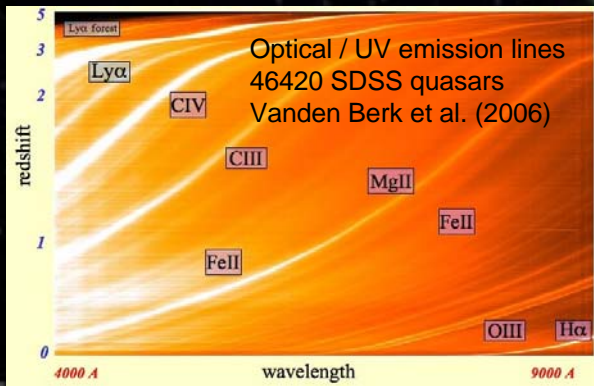 5
Lyα forest
3
Lyα
Optical / UV emission lines
46420 SDSS quasars
Vanden Berk et al. (2006)
2
CIV
CIII
MgII
redshift
FeII
1
FeII
OIII
Hα
0
4000 A
wavelength
9000 A